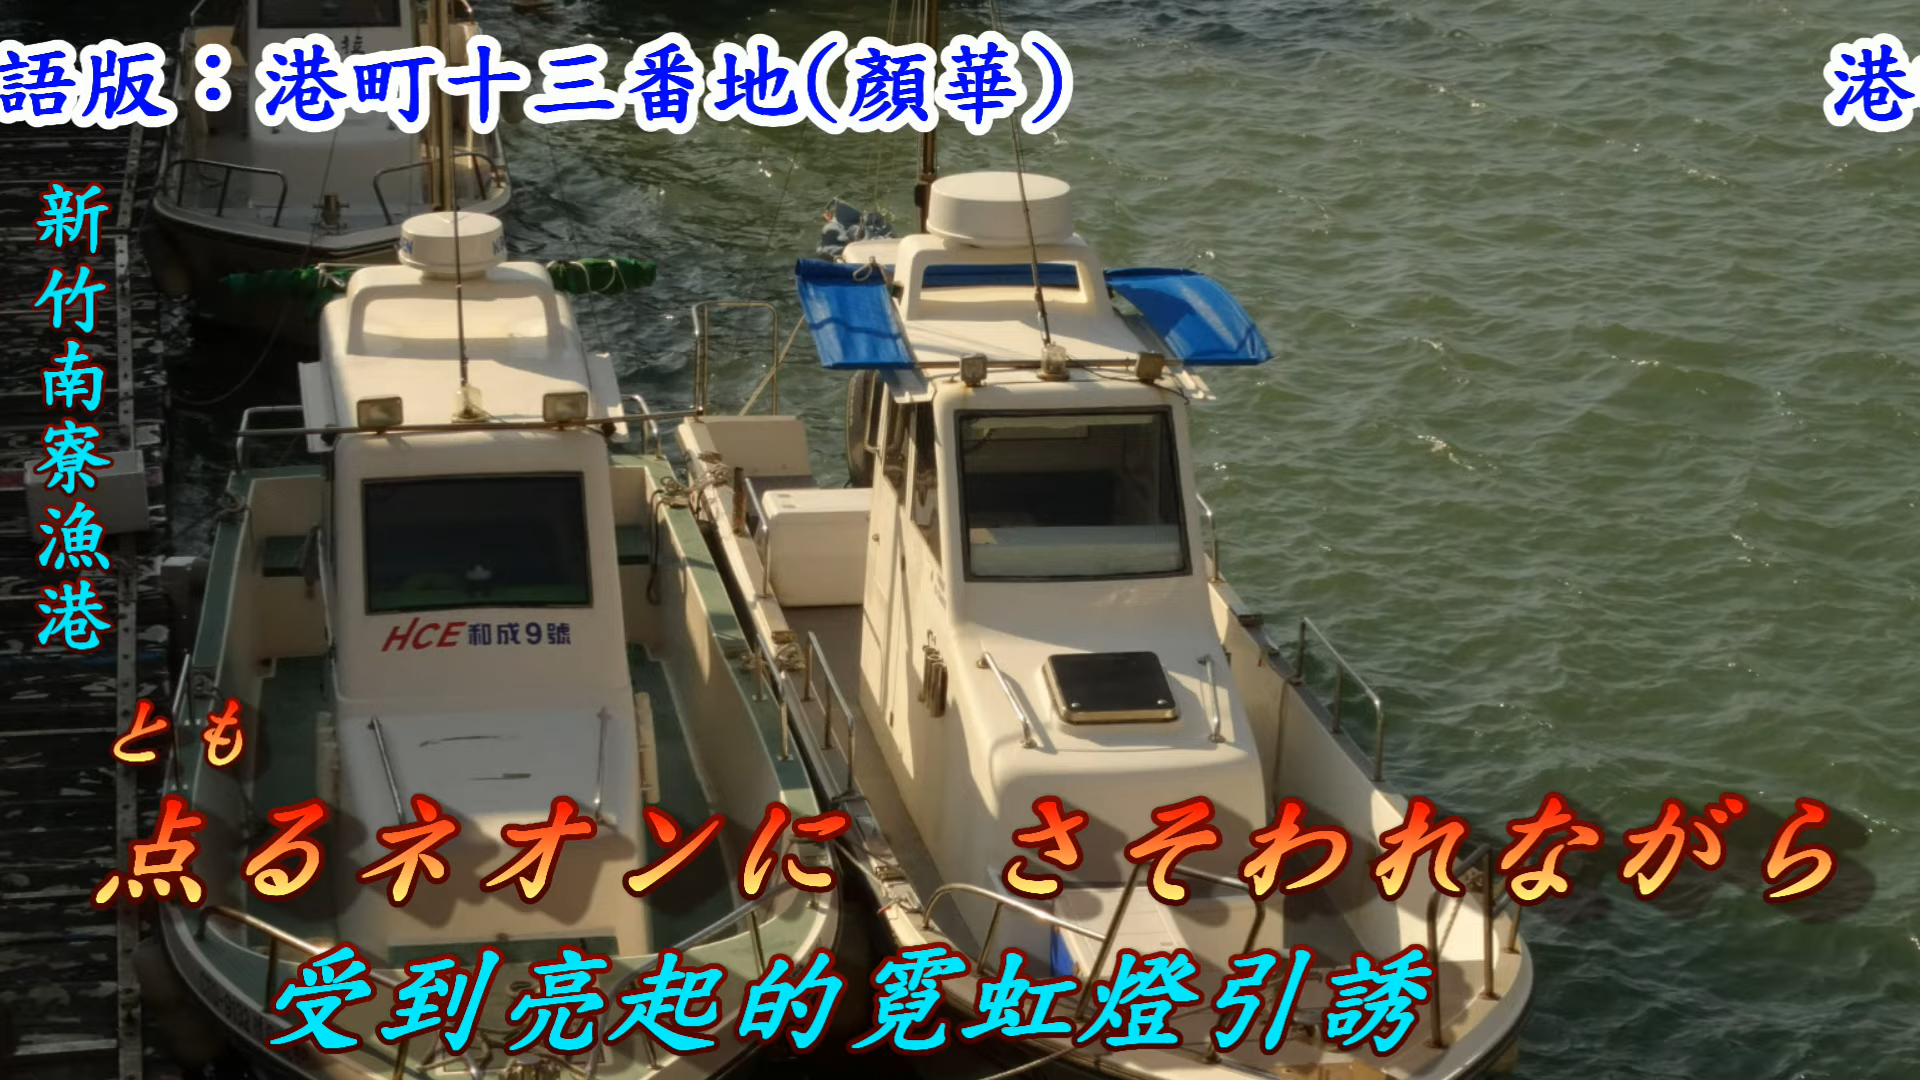 語版：港町十三番地(顏華)
港
新竹南寮漁港
HCE和成9號
とも
点るネオンに さそわれながら
受到亮起的霓虹燈引誘